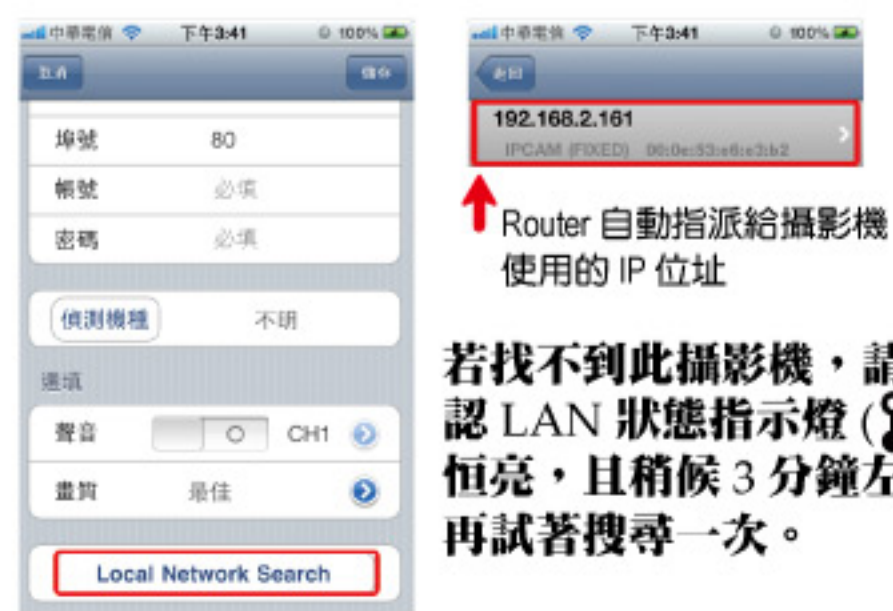 中華電信 下午3:41 100%
取消 儲存
埠號 80
帳號 必填
密碼 必填
偵測機種 不明
選填
聲音 CH1
畫質 最佳
Local Network Search
中華電信 下午3:41 100%
返回
192.168.2.161
IPCAM (FIXED) 00:0e:53:e6:e3:b2
Router 自動指派給攝影機
使用的 IP 位址
若找不到此攝影機，請
認 LAN 狀態指示燈 (
恒亮，且稍候 3 分鐘左
再試著搜尋一次。